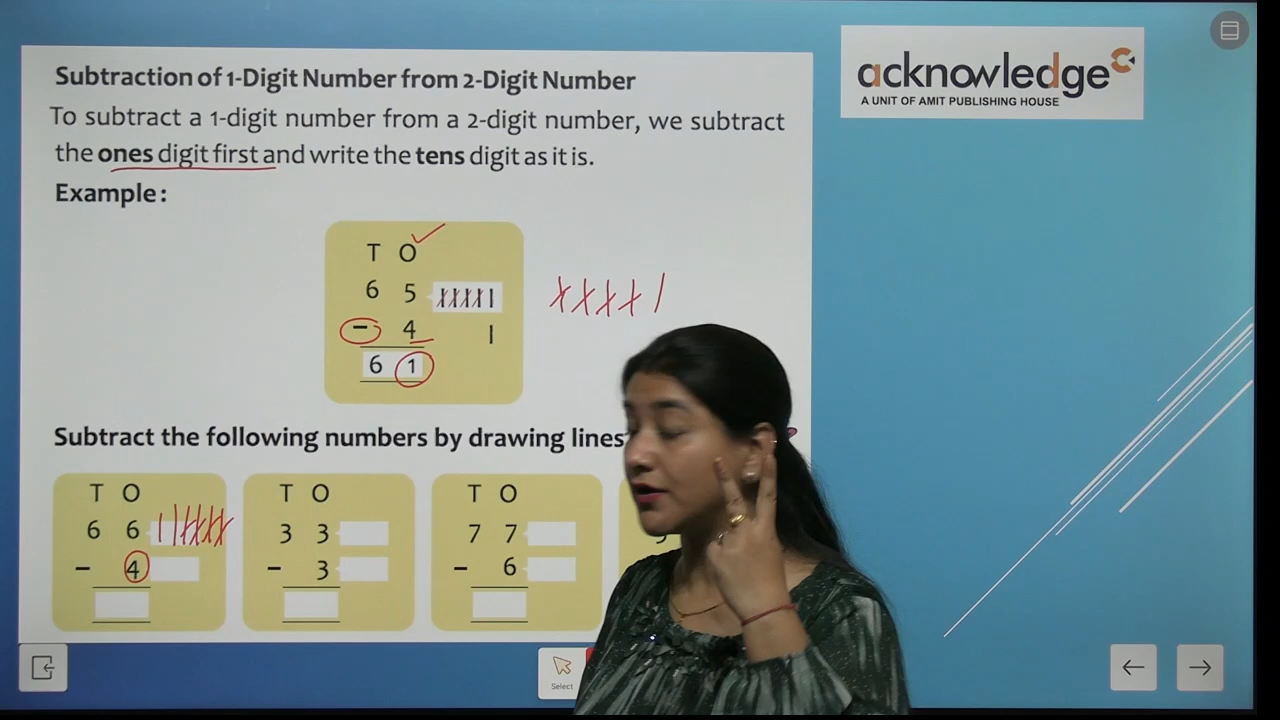 Subtraction of 1-Digit Number from 2-Digit Number
To subtract a 1-digit number from a 2-digit number, we subtract
the ones digit first and write the tens digit as it is.
Example:
T O
6 5
- 4 1
6 1
Subtract the following numbers by drawing lines
T O
6 6
- 4
T O
3 3
- 3
T O
7 7
- 6
acknowledge
A UNIT OF AMIT PUBLISHING HOUSE
Select